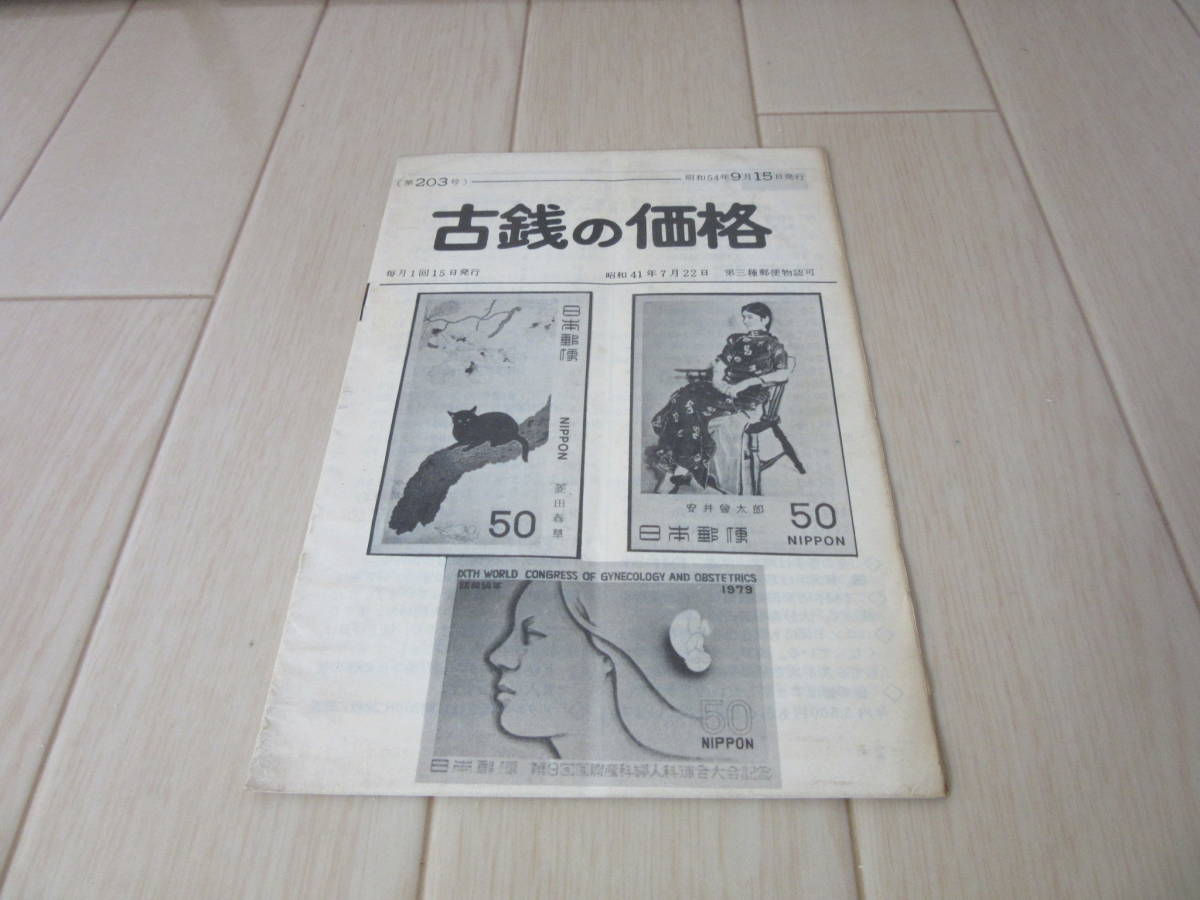 (第203号) 昭和54年9月15日発行
古銭の価格
毎月1回15日発行 昭和41年7月22日 第三種郵便物認可
日本郵便
NIPPON
菱田春草
50
安井曾太郎
50
日本郵便
NIPPON
IXTH WORLD CONGRESS OF GYNECOLOGY AND OBSTETRICS
昭和54年 1979
50
NIPPON
日本郵便 第9回国際産科婦人科連合大会記念